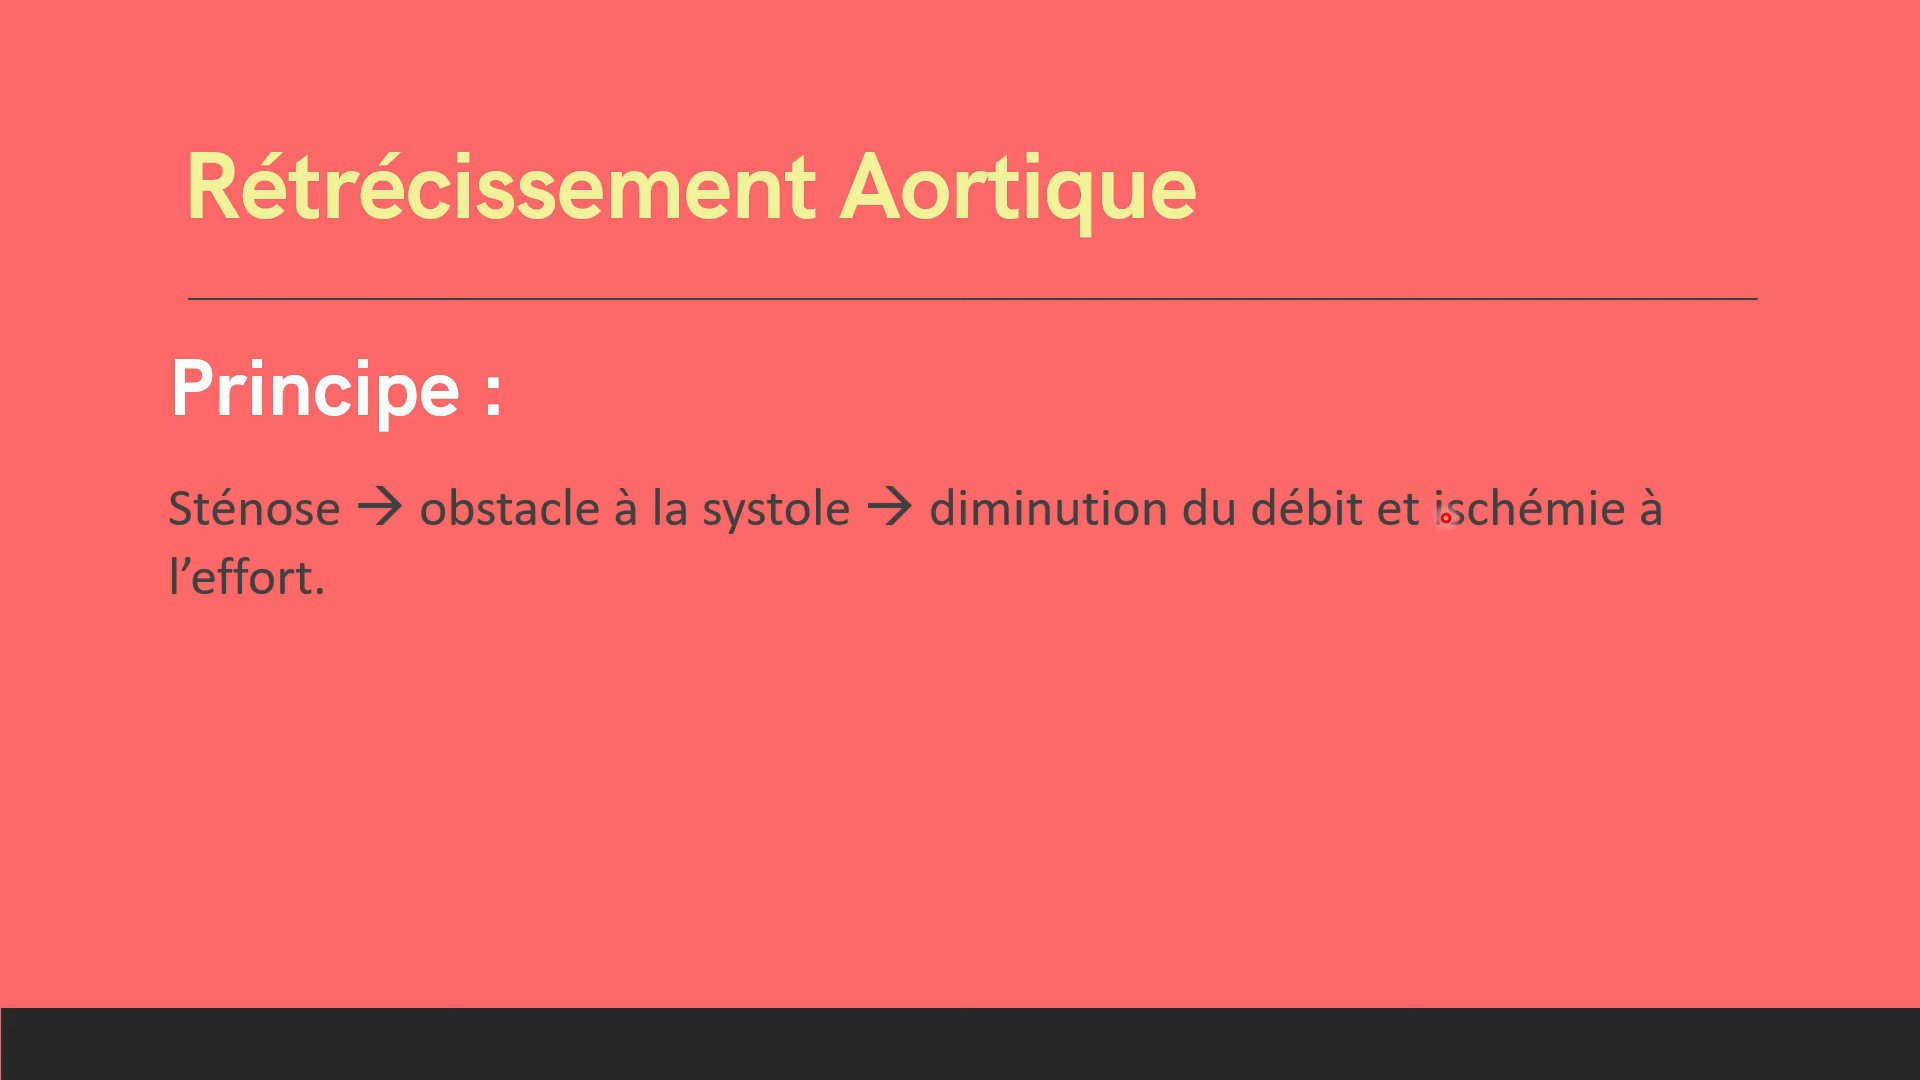 Rétrécissement Aortique
Principe :
Sténose → obstacle à la systole → diminution du débit et ischémie à
l’effort.